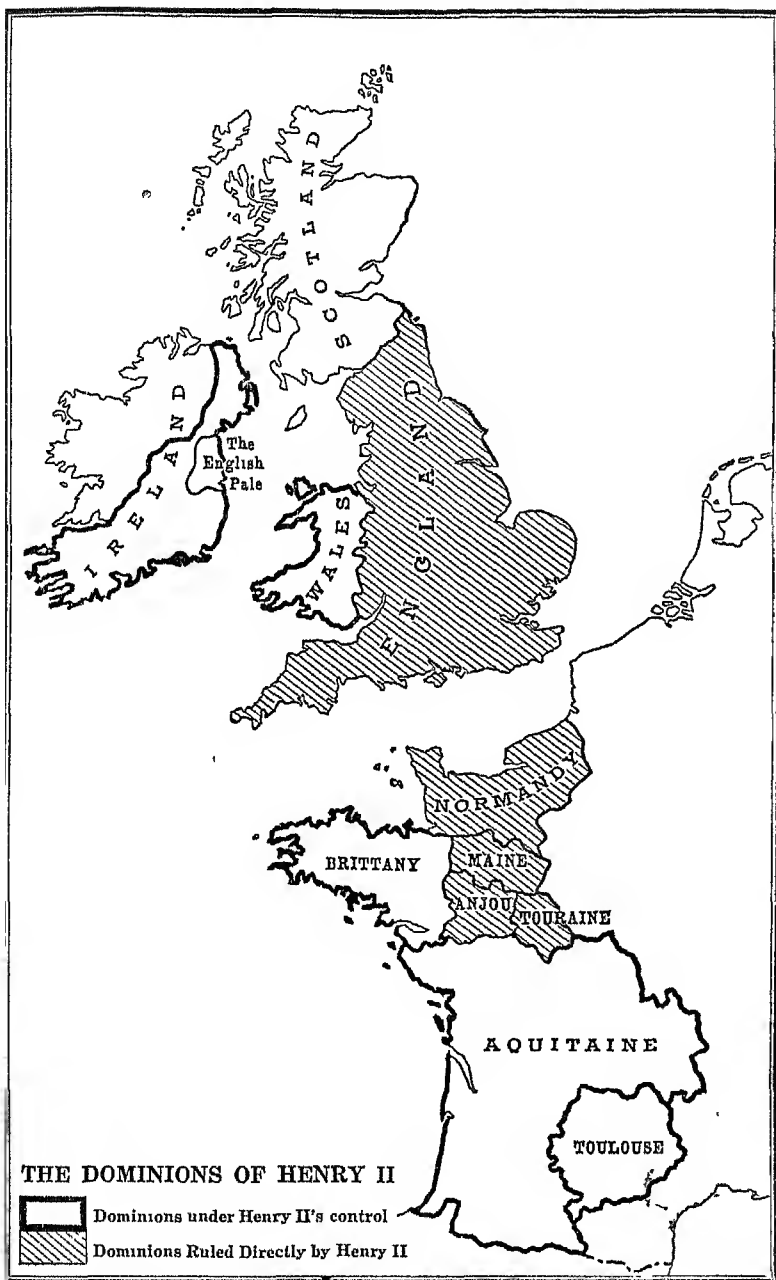 SCOTLAND
IRELAND
The
English
Pale
WALES
ENGLAND
NORMANDY
BRITTANY
MAINE
ANJOU
TOURAINE
AQUITAINE
TOULOUSE
THE DOMINIONS OF HENRY II
Dominions under Henry II's control
Dominions Ruled Directly by Henry II